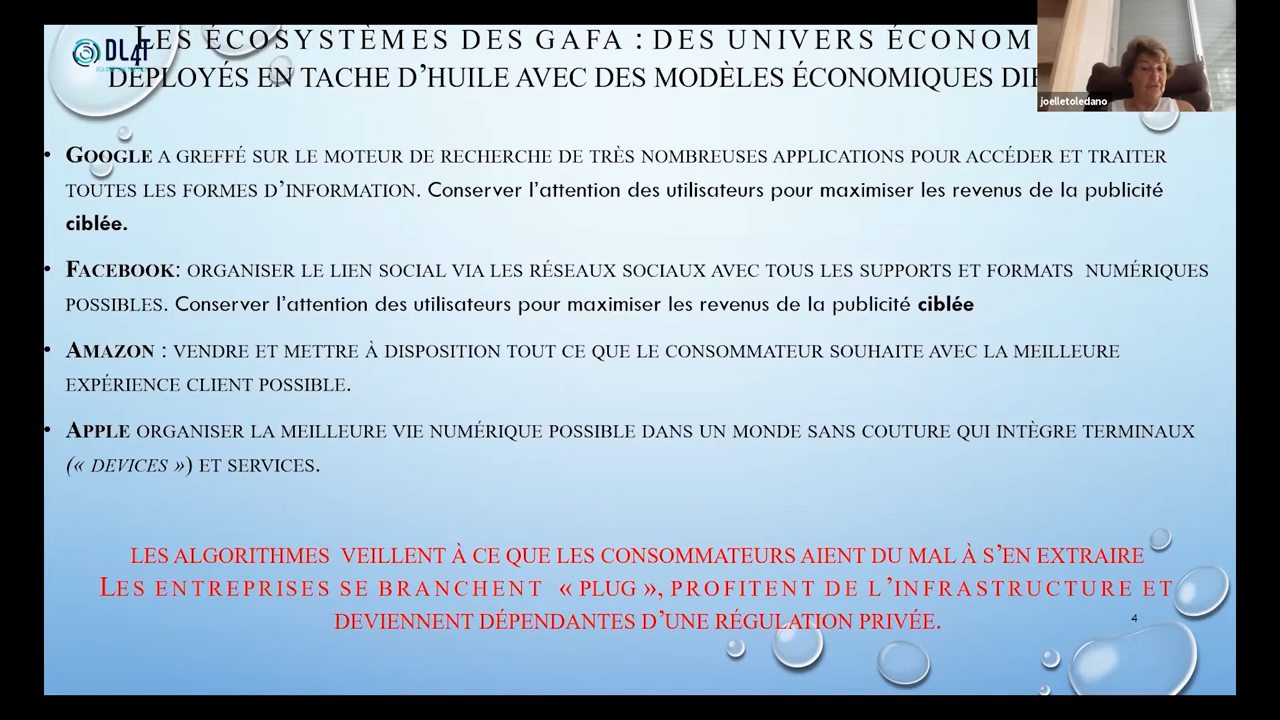 DL4T
LES ÉCOSYSTÈMES DES GAFA : DES UNIVERS ÉCONOM
DEPLOYÉS EN TACHE D’HUILE AVEC DES MODÈLES ÉCONOMIQUES
joelletoledano
• GOOGLE A GREFFÉ SUR LE MOTEUR DE RECHERCHE DE TRÈS NOMBREUSES APPLICATIONS POUR ACCÉDER ET TRAITER
TOUTES LES FORMES D’INFORMATION. Conserver l’attention des utilisateurs pour maximiser les revenus de la publicité
ciblée.
• FACEBOOK: ORGANISER LE LIEN SOCIAL VIA LES RÉSEAUX SOCIAUX AVEC TOUS LES SUPPORTS ET FORMATS NUMÉRIQUES
POSSIBLES. Conserver l’attention des utilisateurs pour maximiser les revenus de la publicité ciblée
• AMAZON : VENDRE ET METTRE À DISPOSITION TOUT CE QUE LE CONSOMMATEUR SOUHAITE AVEC LA MEILLEURE
EXPÉRIENCE CLIENT POSSIBLE.
• APPLE ORGANISER LA MEILLEURE VIE NUMÉRIQUE POSSIBLE DANS UN MONDE SANS COUTURE QUI INTÈGRE TERMINAUX
(« DEVICES ») ET SERVICES.
LES ALGORITHMES VEILLENT À CE QUE LES CONSOMMATEURS AIENT DU MAL À S’EN EXTRAIRE
LES ENTREPRISES SE BRANCHENT « PLUG », PROFITENT DE L’INFRASTRUCTURE ET
DEVIENNENT DÉPENDANTES D’UNE RÉGULATION PRIVÉE.
4